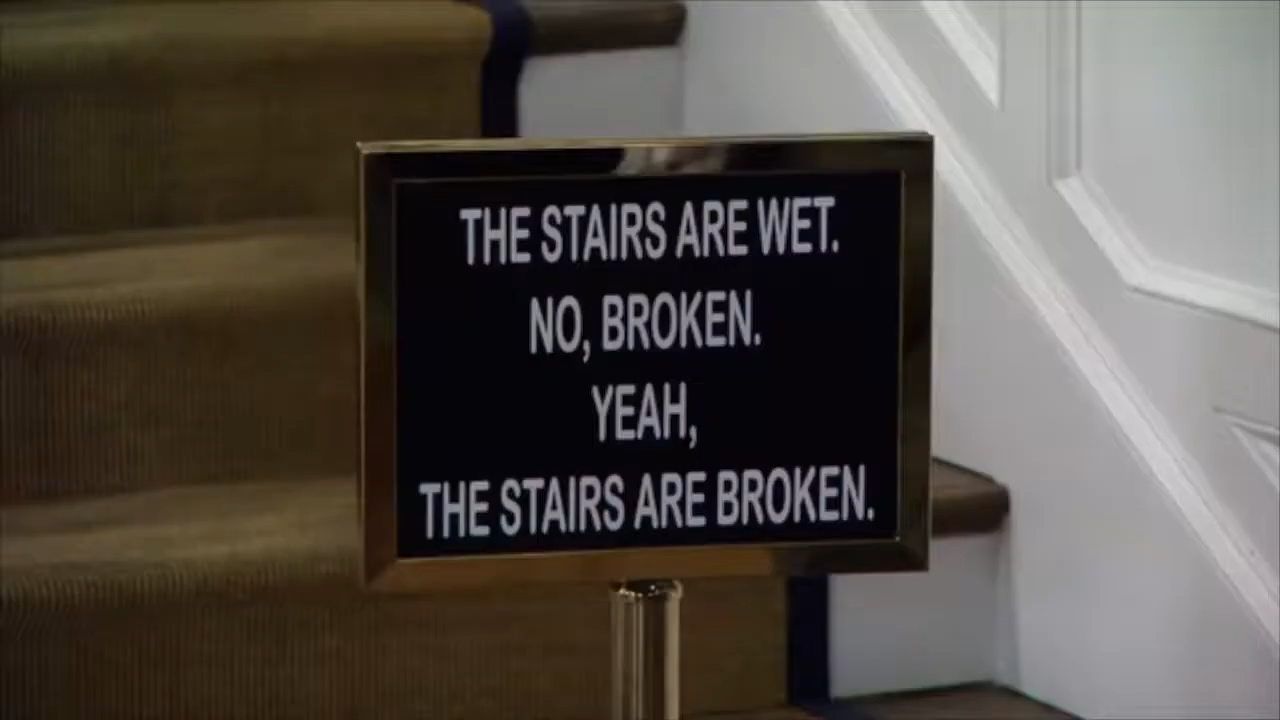 THE STAIRS ARE WET.
NO, BROKEN.
YEAH,
THE STAIRS ARE BROKEN.